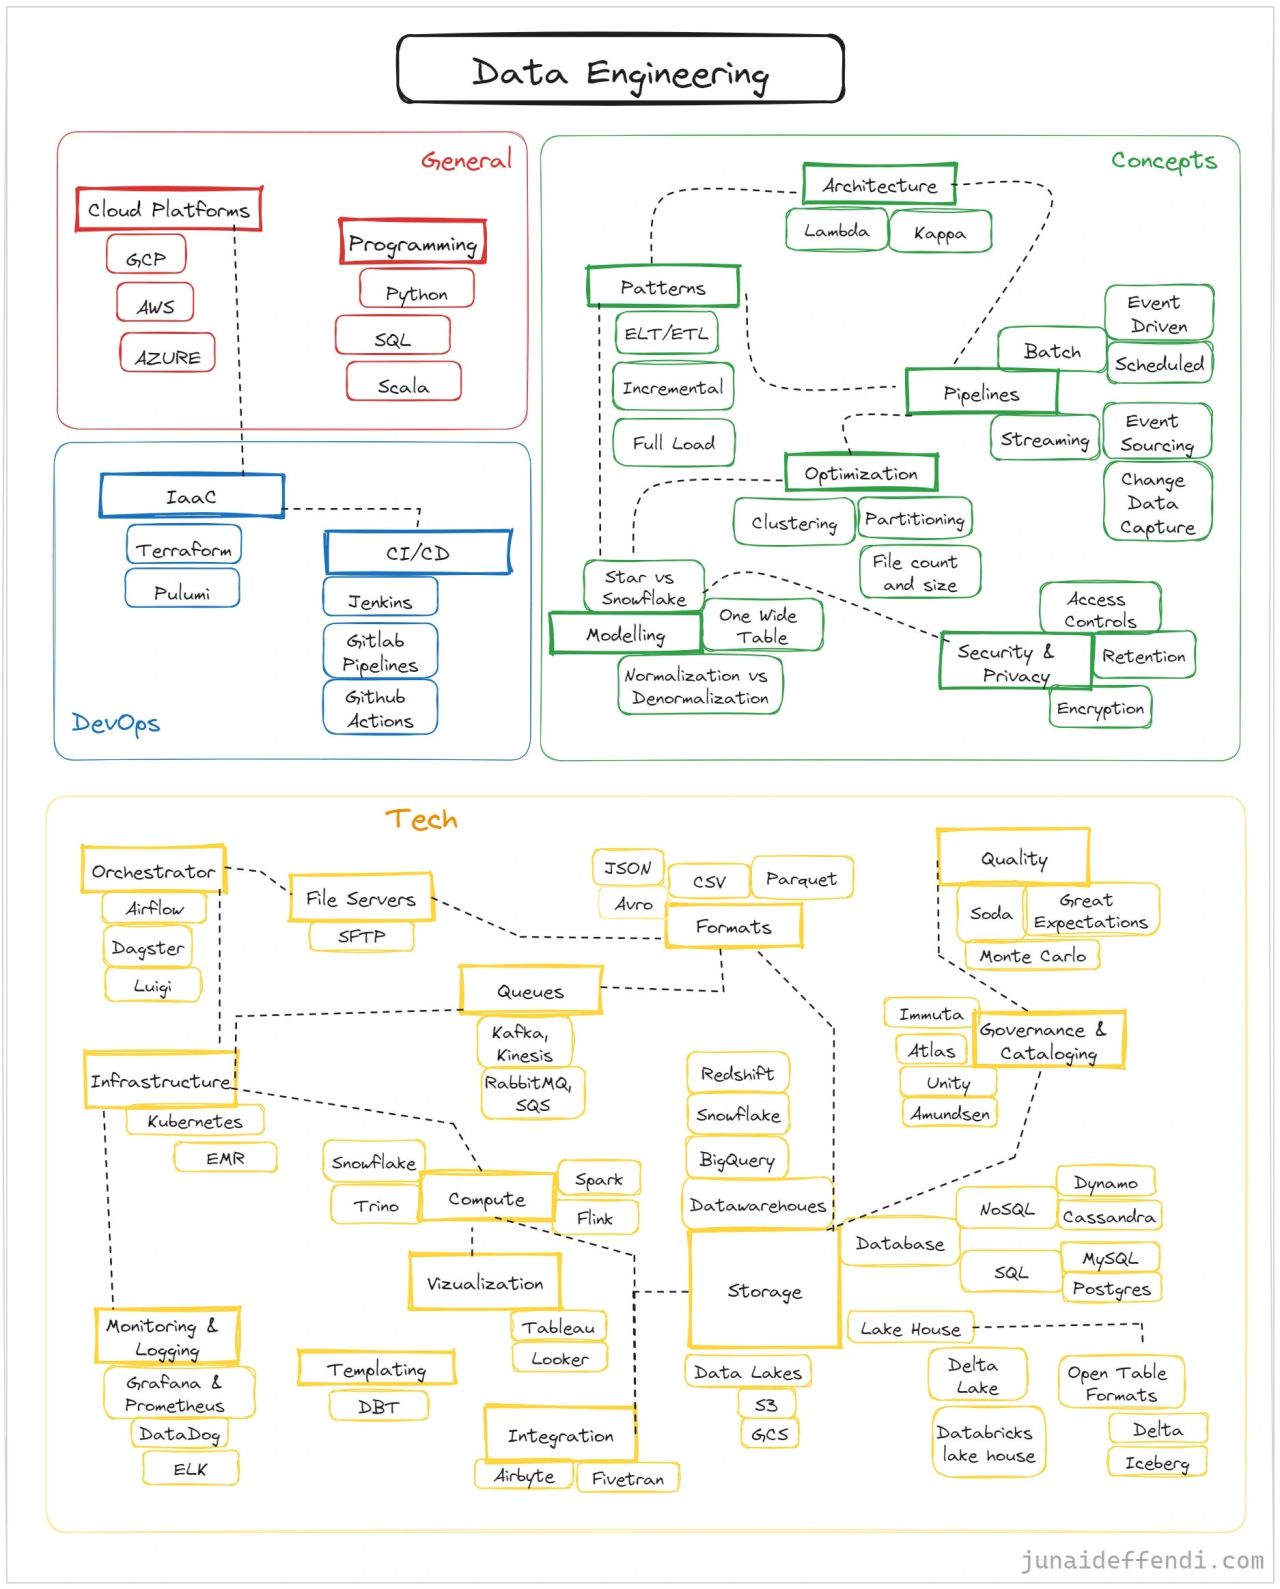 Data Engineering
General
Cloud Platforms
GCP
AWS
AZURE
Programming
Python
SQL
Scala
DevOps
IaaC
Terraform
Pulumi
CI/CD
Jenkins
Gitlab
Pipelines
Github
Actions
Concepts
Architecture
Lambda
Kappa
Patterns
ELT/ETL
Incremental
Full Load
Pipelines
Batch
Event
Driven
Scheduled
Streaming
Event
Sourcing
Change
Data
Capture
Optimization
Clustering
Partitioning
File count
and size
Star vs
Snowflake
Modelling
One Wide
Table
Normalization vs
Denormalization
Security &
Privacy
Access
Controls
Retention
Encryption
Tech
Orchestrator
Airflow
Dagster
Luigi
File Servers
SFTP
JSON
CSV
Parquet
Avro
Formats
Quality
Soda
Great
Expectations
Monte Carlo
Queues
Kafka,
Kinesis
RabbitMQ,
SQS
Immuta
Governance &
Cataloging
Atlas
Unity
Amundsen
Infrastructure
Kubernetes
EMR
Snowflake
Trino
Compute
Spark
Flink
Vizualization
Tableau
Looker
Redshift
Snowflake
BigQuery
Datawarehoues
Storage
Database
NoSQL
Dynamo
Cassandra
SQL
MySQL
Postgres
Lake House
Delta
Lake
Databricks
lake house
Open Table
Formats
Delta
Iceberg
Data Lakes
S3
GCS
Monitoring &
Logging
Grafana &
Prometheus
DataDog
ELK
Templating
DBT
Integration
Airbyte
Fivetran
junaideffendi.com